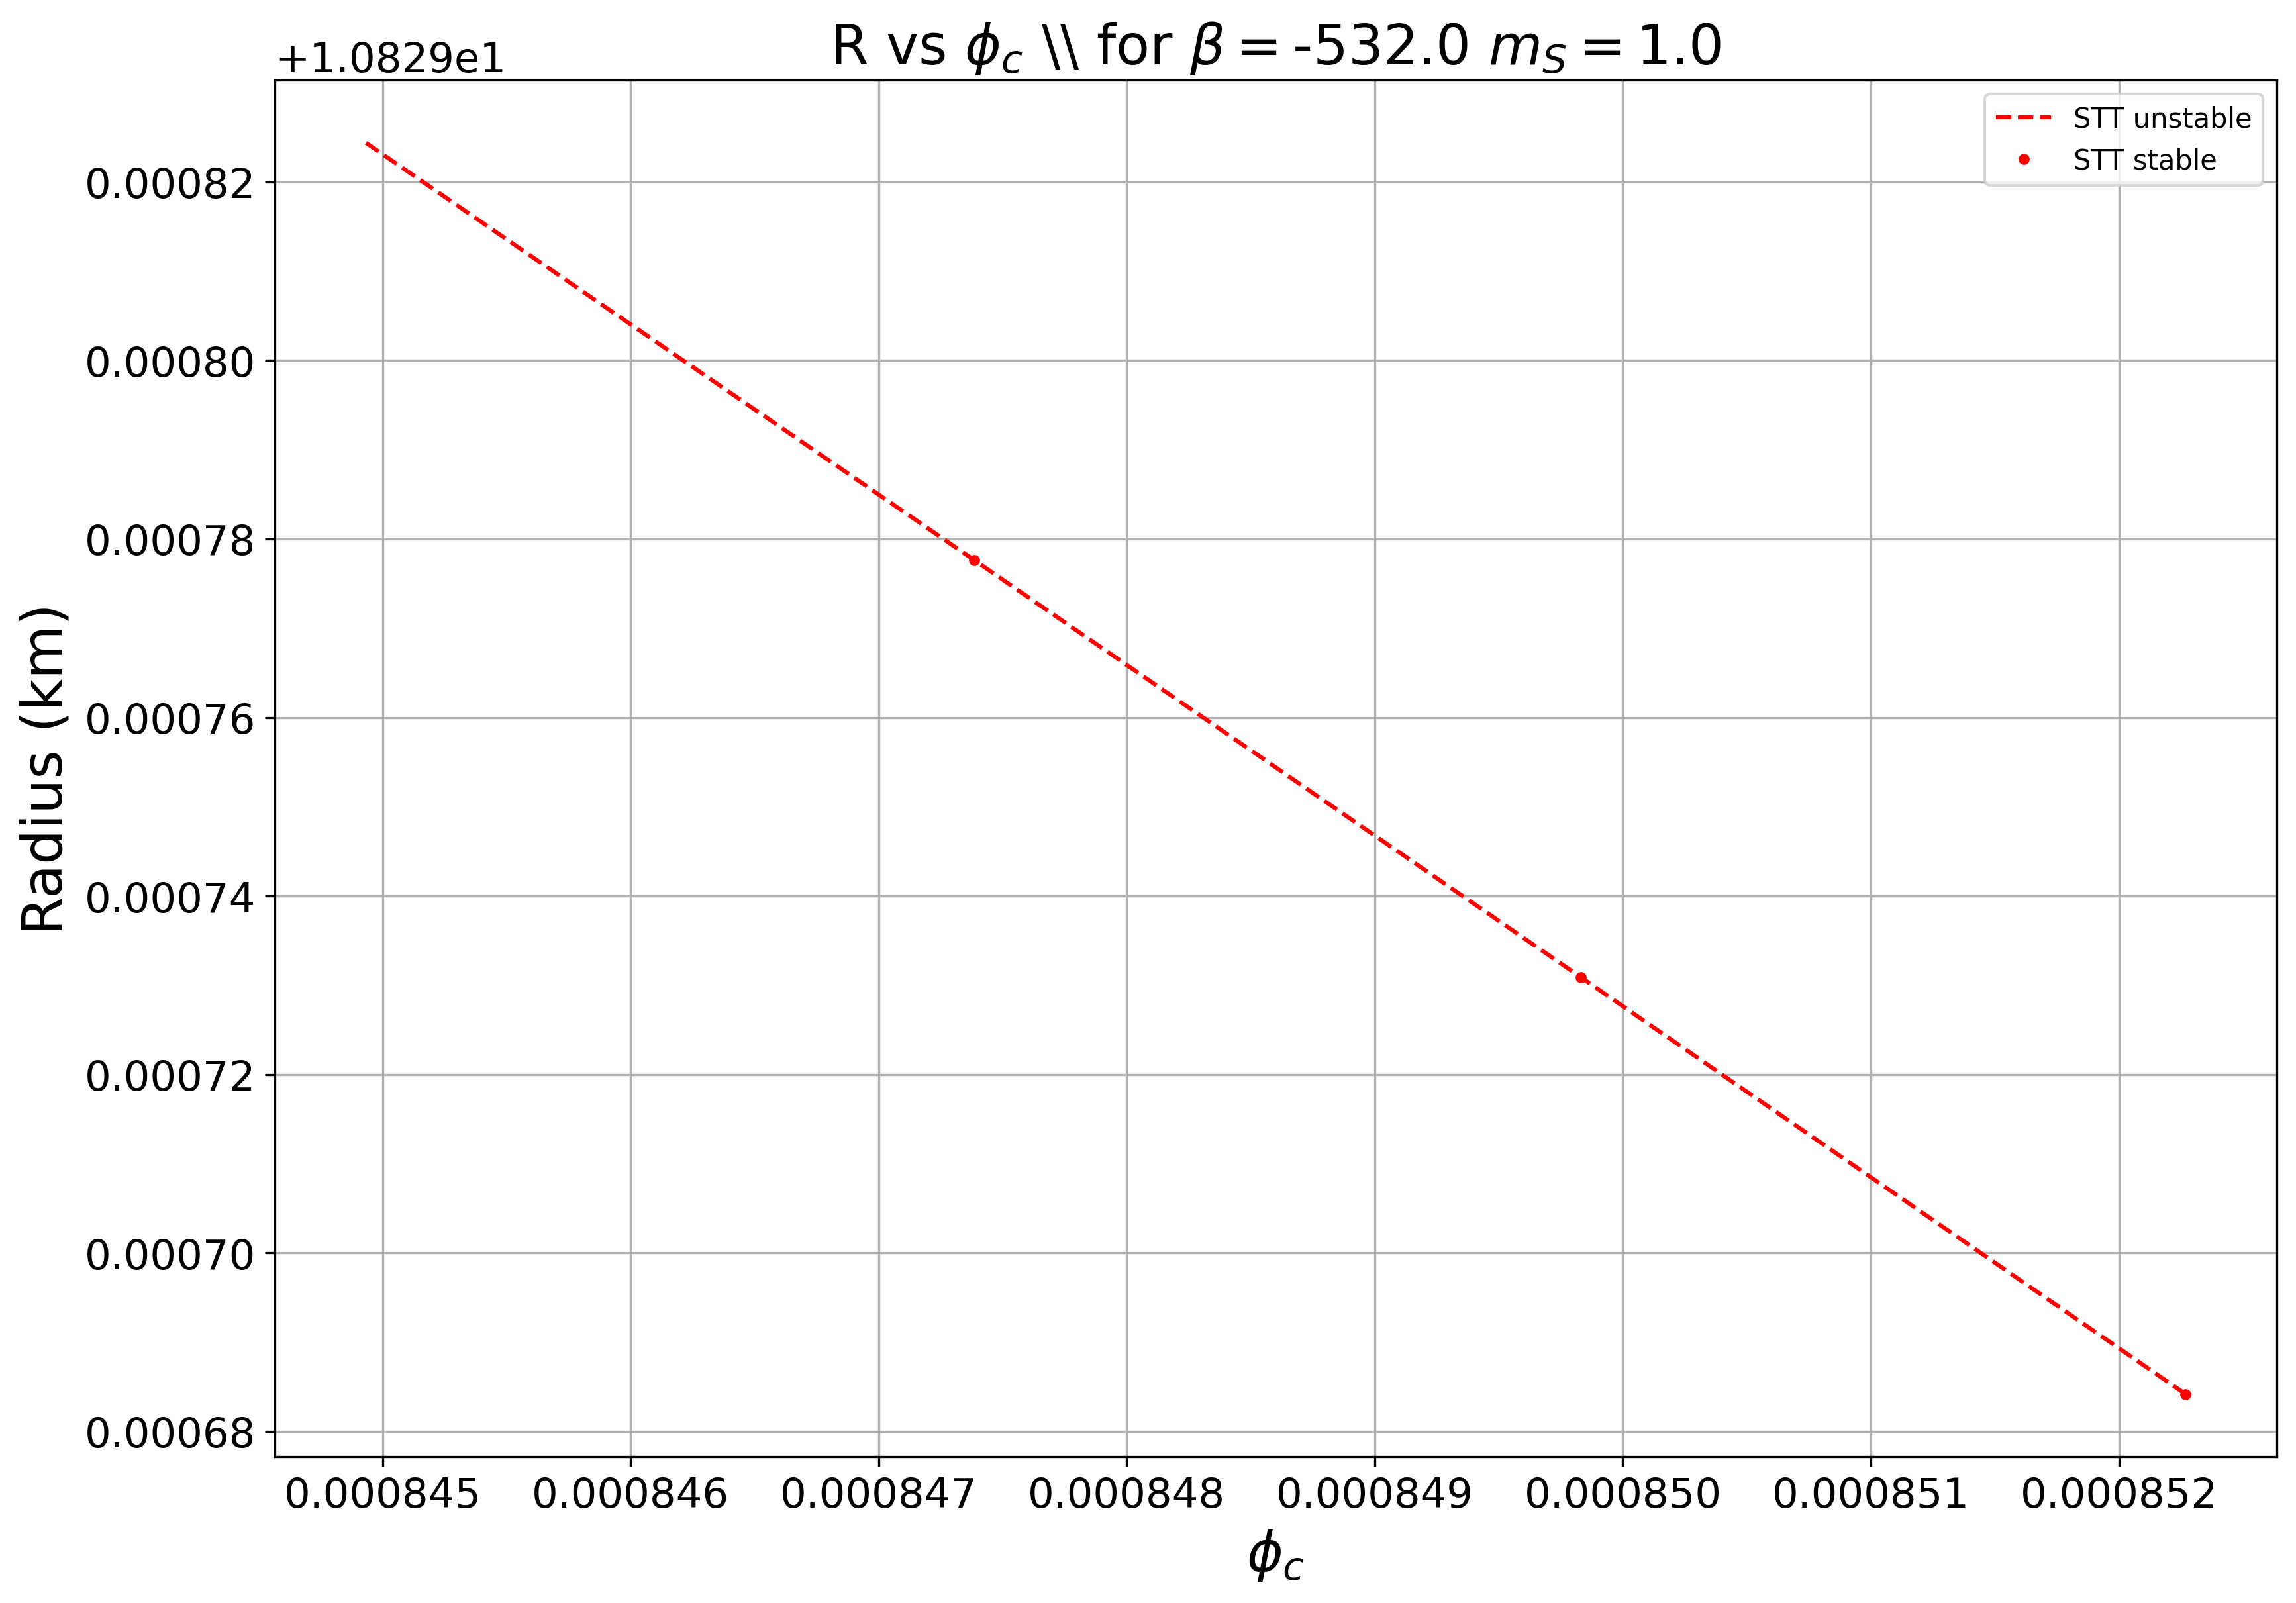 R vs ϕ_c \\ for β = -532.0 m_S = 1.0
+1.0829e1
STT unstable
STT stable
0.00082
0.00080
0.00078
0.00076
0.00074
0.00072
0.00070
0.00068
Radius (km)
0.000845 0.000846 0.000847 0.000848 0.000849 0.000850 0.000851 0.000852
ϕ_c